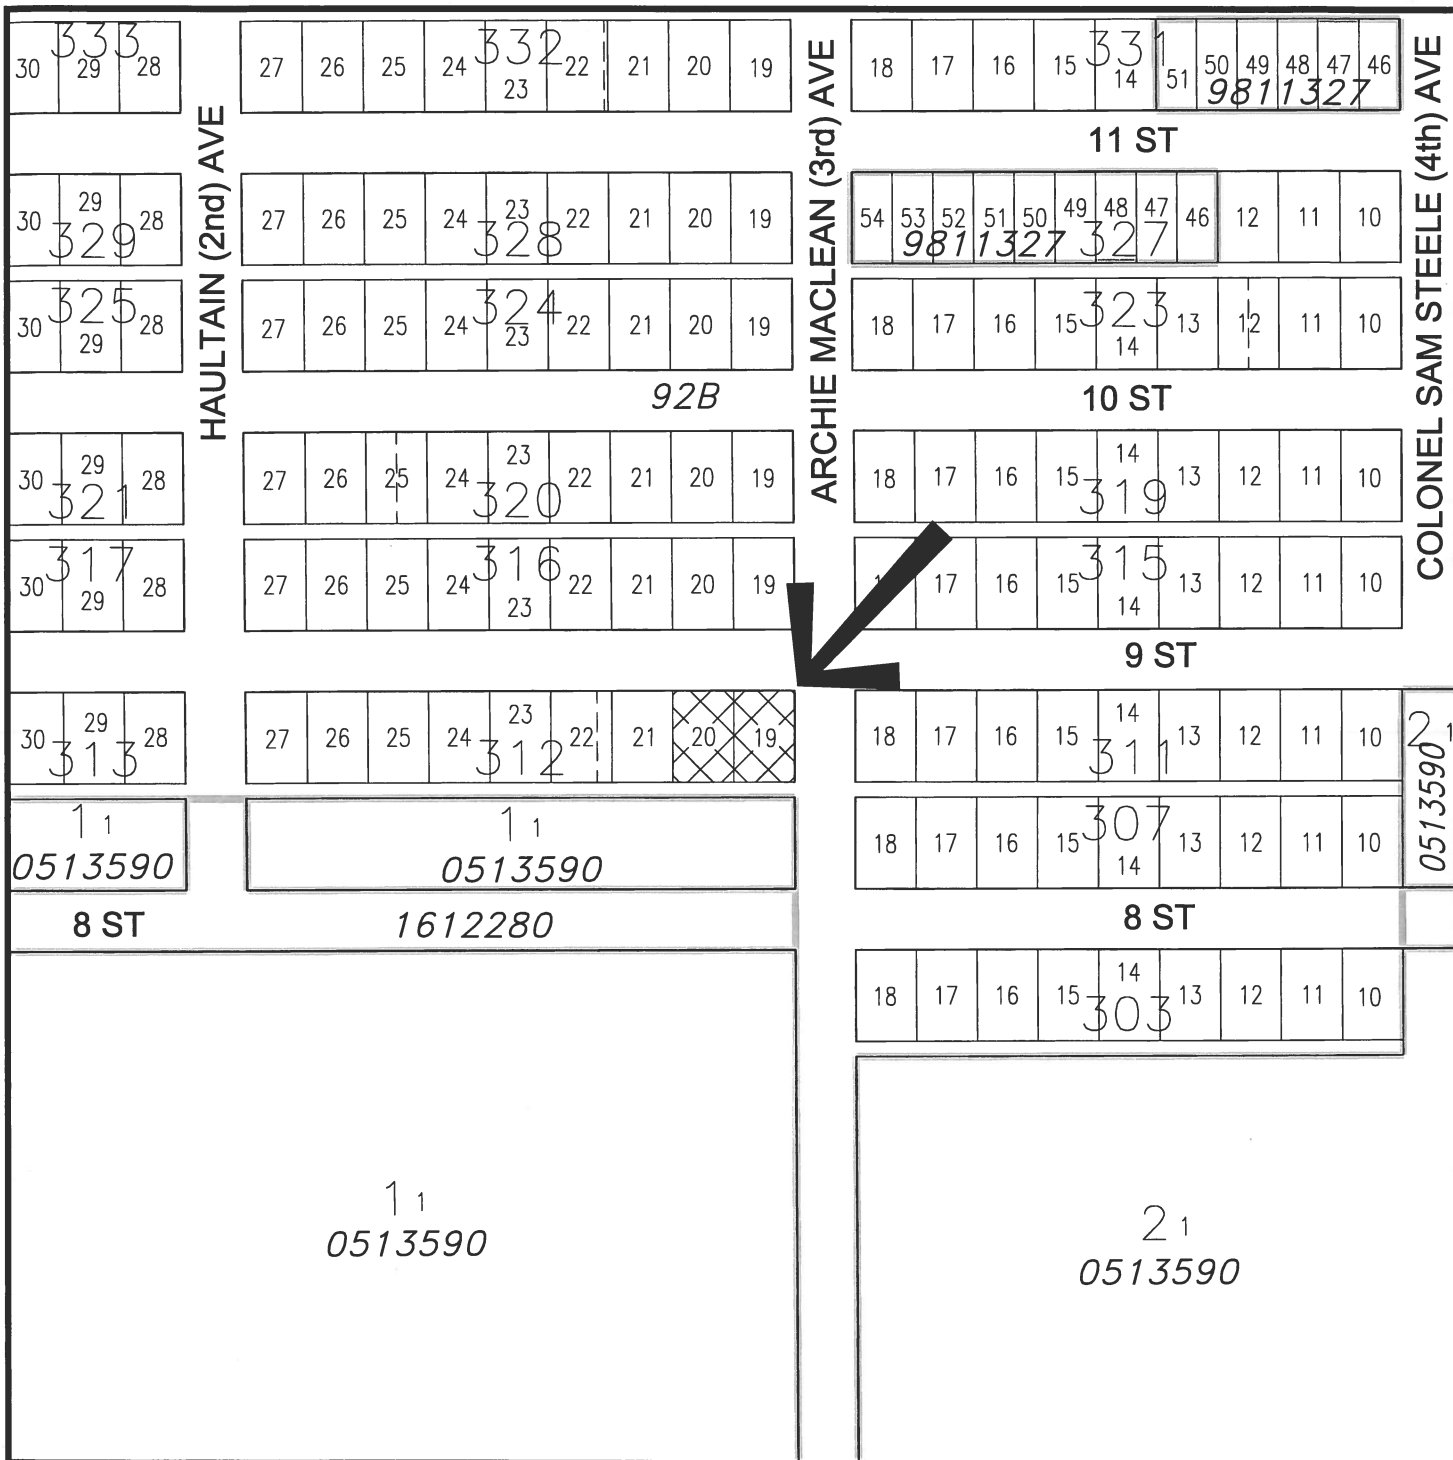 333
30 29 28
332
27 26 25 24 23 22 21 20 19
331
18 17 16 15 14 51 50 49 48 47 46
9811327
HAULTAIN (2nd) AVE
ARCHIE MACLEAN (3rd) AVE
COLONEL SAM STEELE (4th) AVE
11 ST
30 29 28
329
27 26 25 24 23 22 21 20 19
328
54 53 52 51 50 49 48 47 46 12 11 10
9811327 327
325
30 29 28
324
27 26 25 24 23 22 21 20 19
323
18 17 16 15 14 13 12 11 10
92B
10 ST
30 29 28
321
27 26 25 24 23 22 21 20 19
320
18 17 16 15 14 13 12 11 10
319
317
30 29 28
316
27 26 25 24 23 22 21 20 19
315
17 16 15 14 13 12 11 10
9 ST
30 29 28
313
27 26 25 24 23 22 21 20 19
312
18 17 16 15 14 13 12 11 10
311
2 1
0513590
1 1
0513590
1 1
0513590
307
18 17 16 15 14 13 12 11 10
8 ST
1612280
8 ST
18 17 16 15 14 13 12 11 10
303
1 1
0513590
2 1
0513590